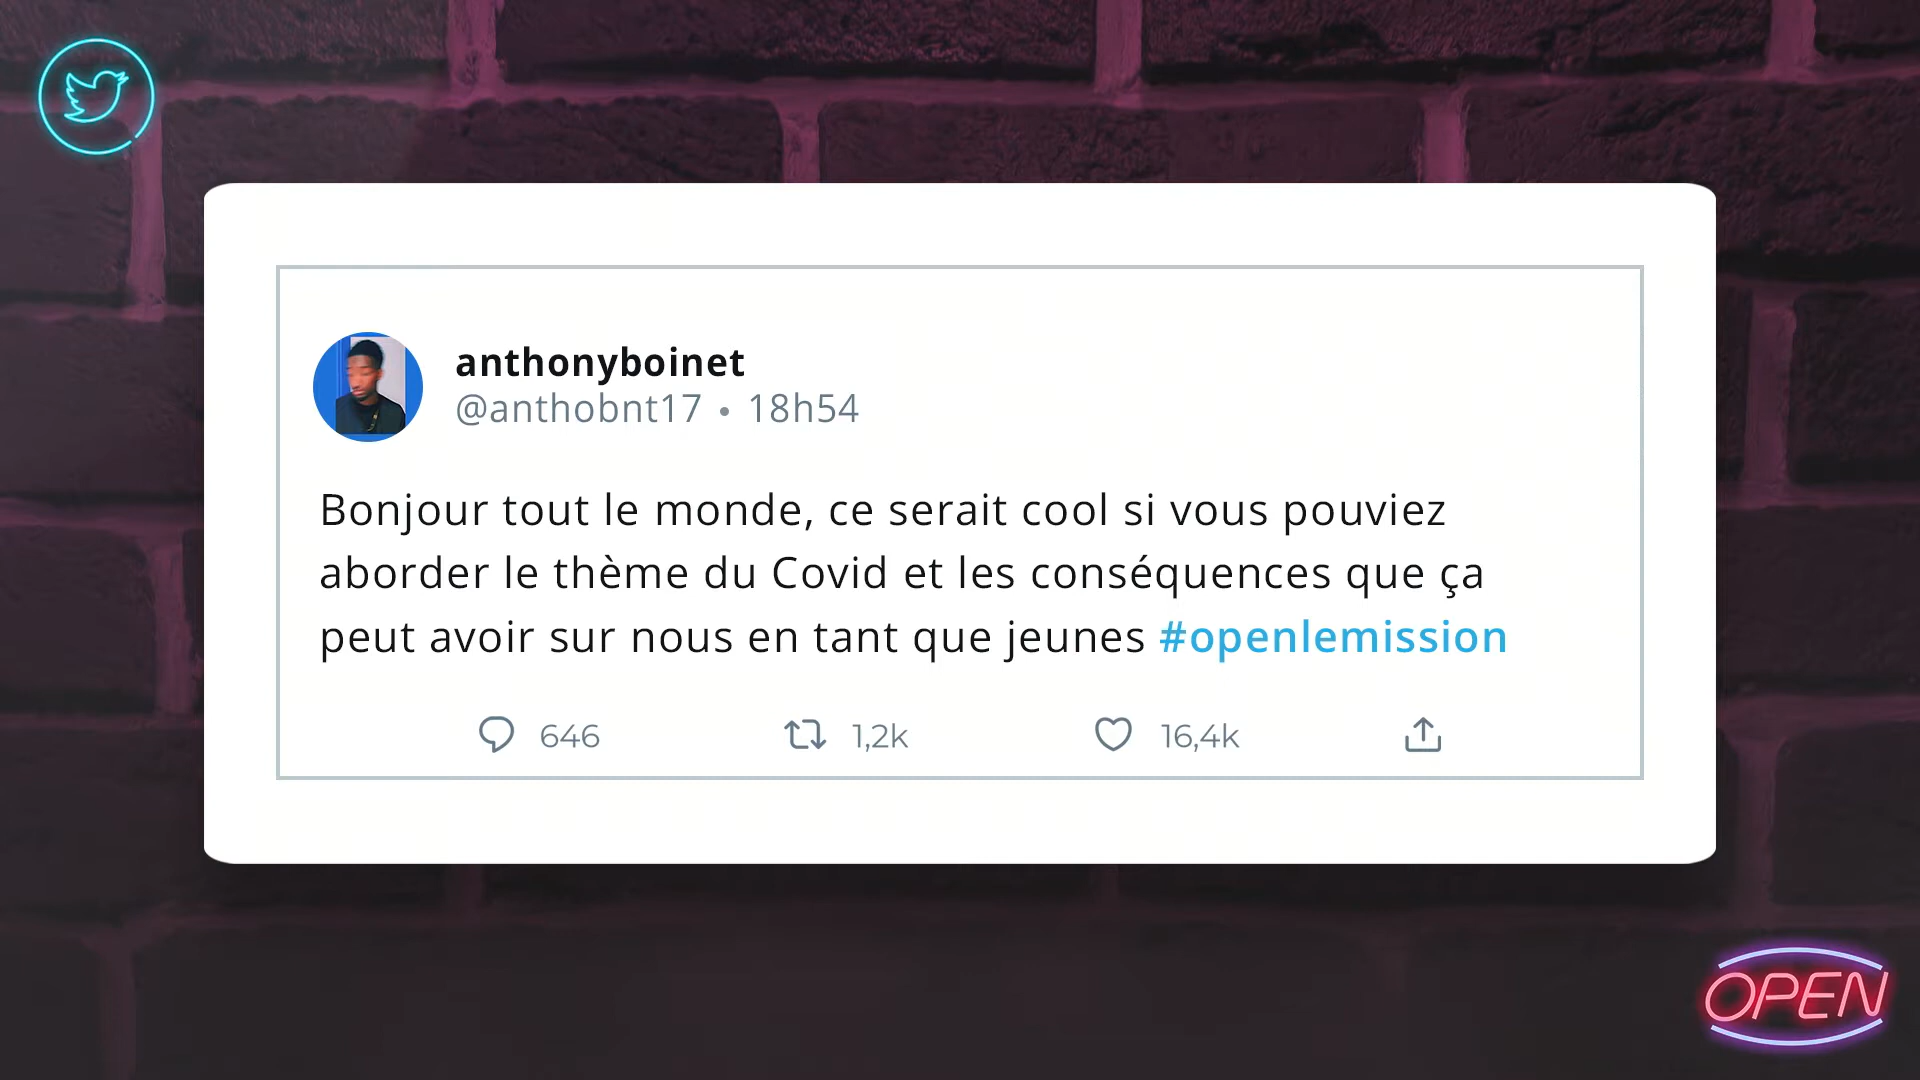 anthonyboinet
@anthobnt17 • 18h54
Bonjour tout le monde, ce serait cool si vous pouviez
aborder le thème du Covid et les conséquences que ça
peut avoir sur nous en tant que jeunes #openlemission
646 1,2k 16,4k
OPEN